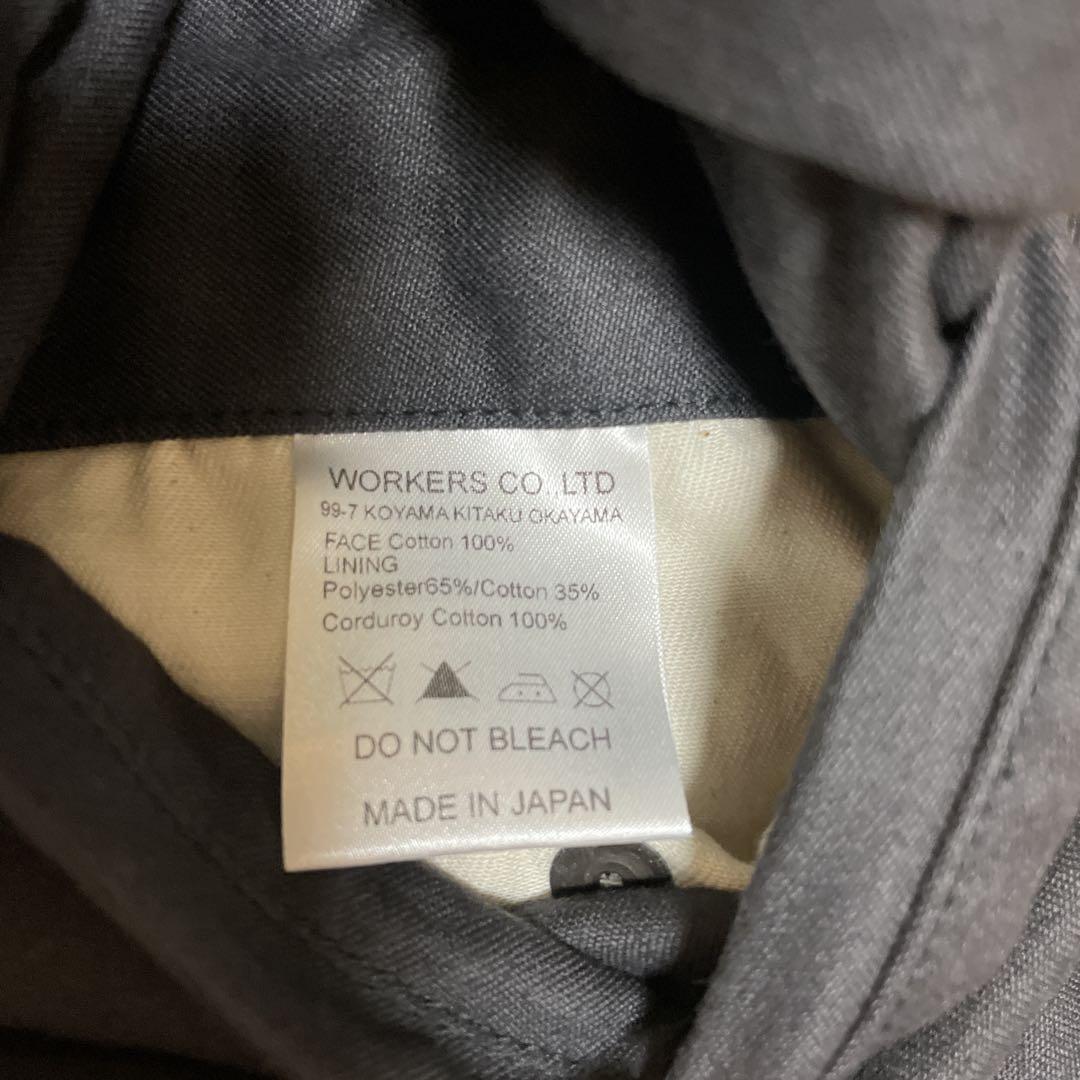 WORKERS CO.,LTD
99-7 KOYAMA KITAKU OKAYAMA
FACE Cotton 100%
LINING
Polyester65%/Cotton 35%
Corduroy Cotton 100%
DO NOT BLEACH
MADE IN JAPAN